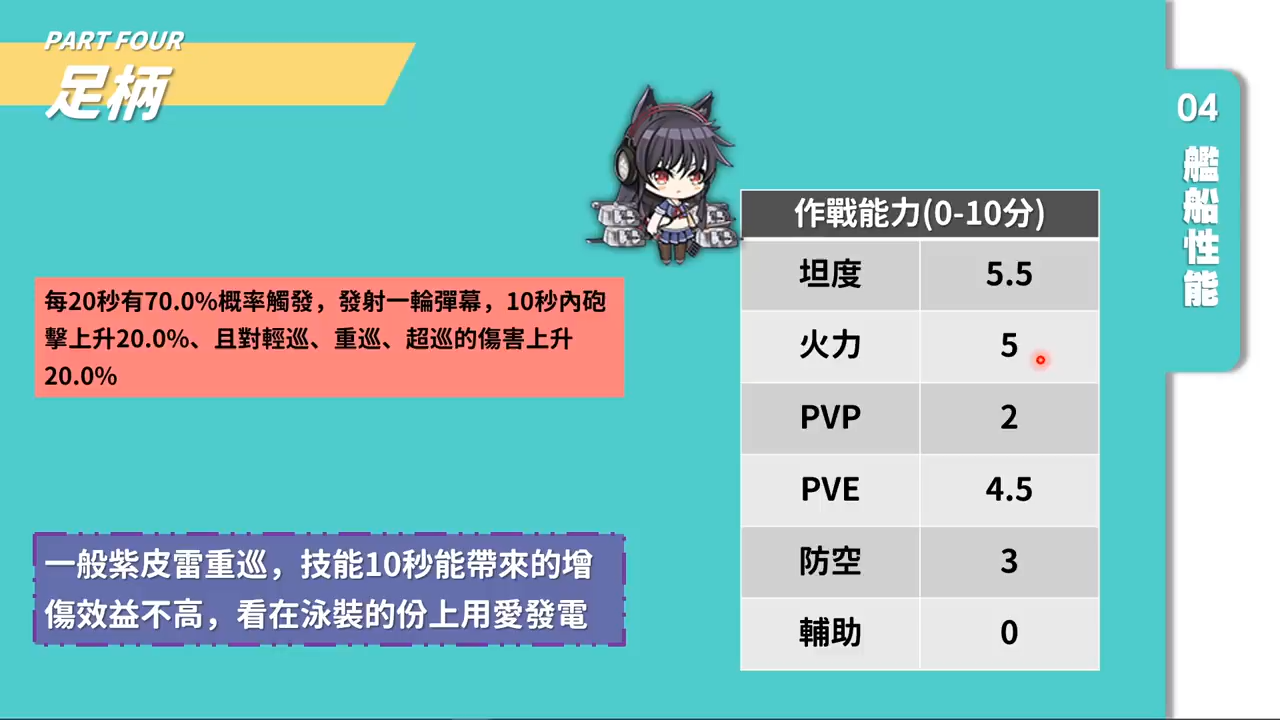 PART FOUR
足柄
04
艦船性能
每20秒有70.0%概率觸發，發射一輪彈幕，10秒內砲
擊上升20.0%、且對輕巡、重巡、超巡的傷害上升
20.0%
一般紫皮雷重巡，技能10秒能帶來的增
傷效益不高，看在泳裝的份上用愛發電
作戰能力(0-10分)
坦度 5.5
火力 5
PVP 2
PVE 4.5
防空 3
輔助 0